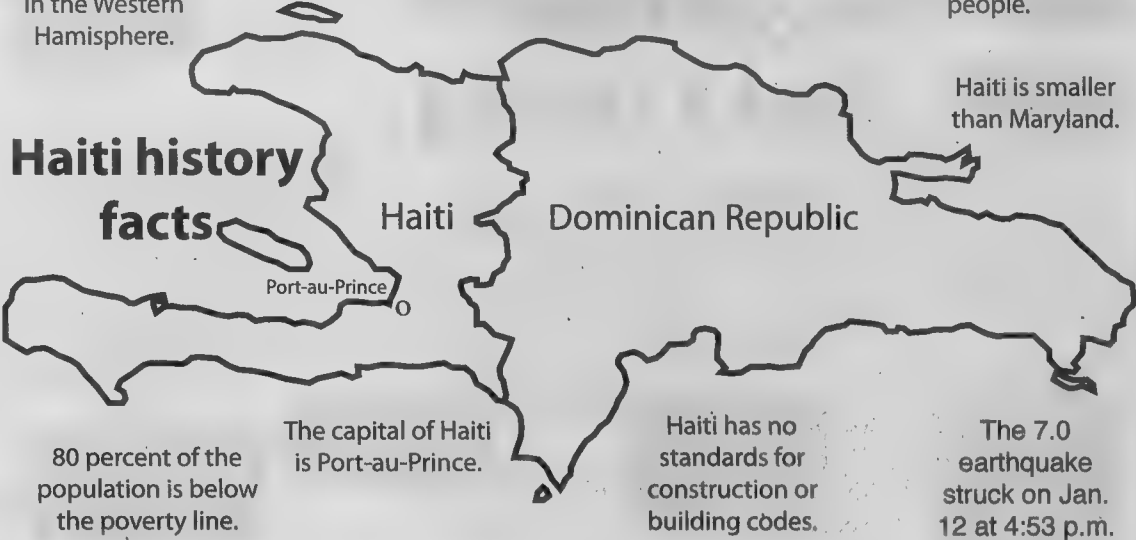 in the Western
Hamisphere.
people.
Haiti is smaller
than Maryland.
Haiti history
facts
Haiti
Dominican Republic
Port-au-Prince
80 percent of the
population is below
the poverty line.
The capital of Haiti
is Port-au-Prince.
Haiti has no
standards for
construction or
building codes.
The 7.0
earthquake
struck on Jan.
12 at 4:53 p.m.